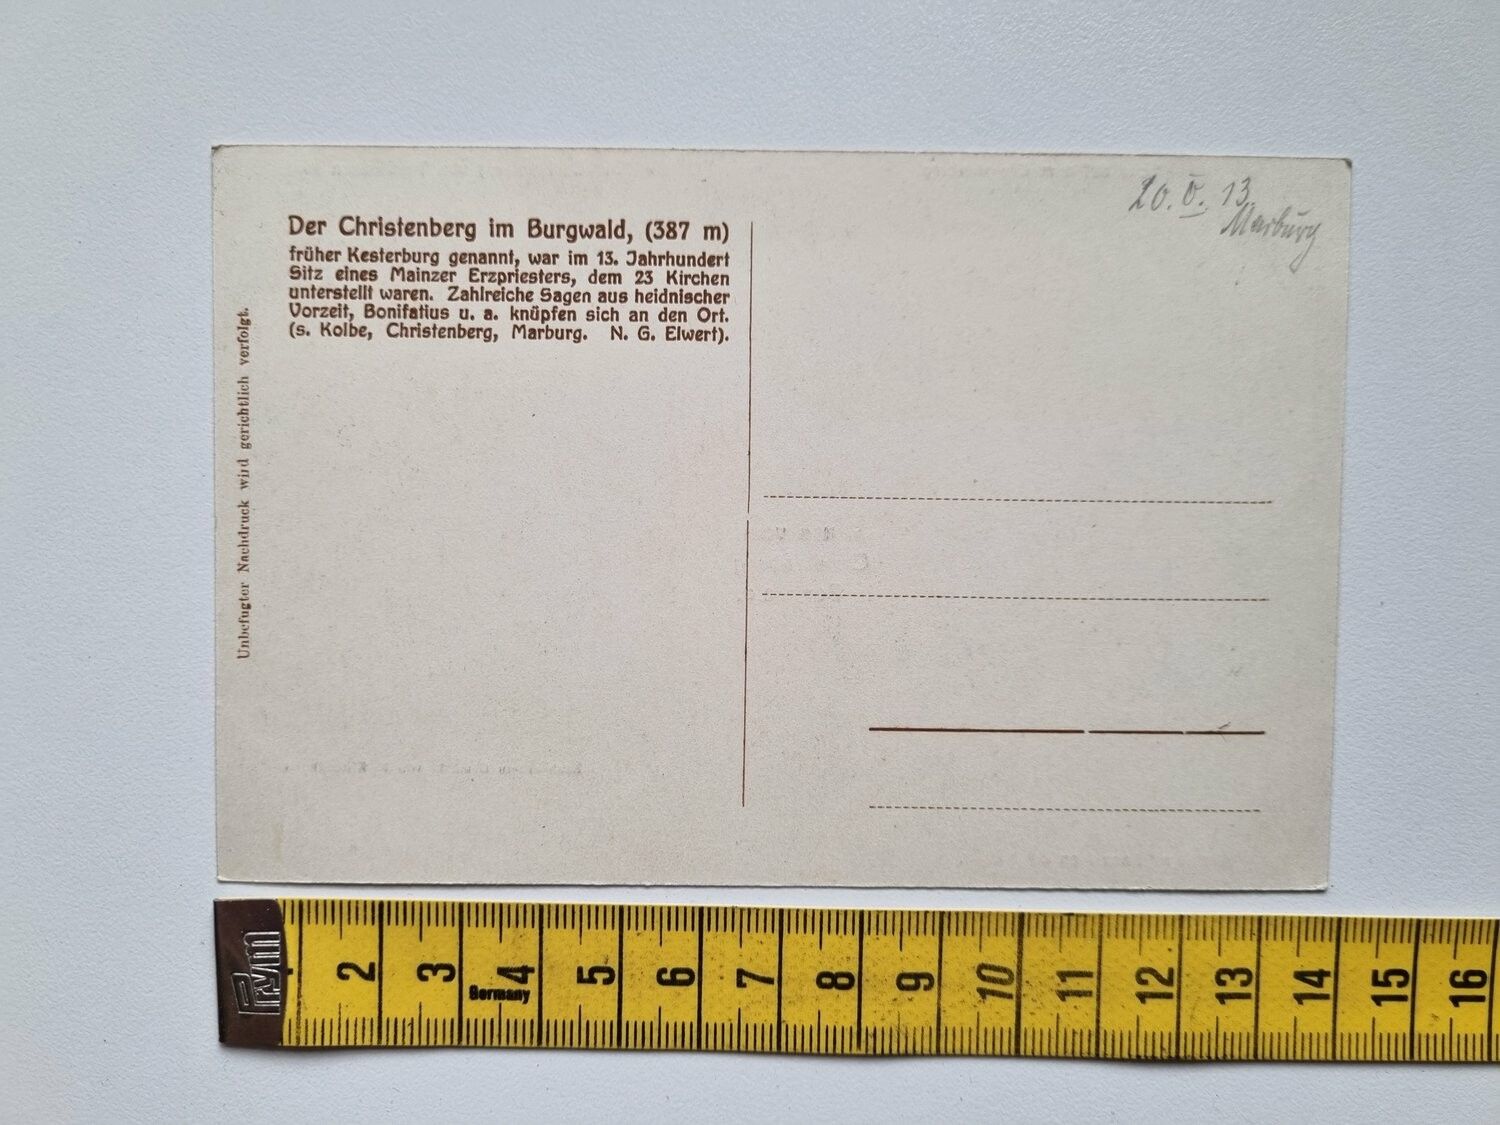 20. V. 13
Marburg
Der Christenberg im Burgwald, (387 m)
früher Kesterburg genannt, war im 13. Jahrhundert
Sitz eines Mainzer Erzpriesters, dem 23 Kirchen
unterstellt waren. Zahlreiche Sagen aus heidnischer
Vorzeit, Bonifatius u. a. knüpfen sich an den Ort.
(s. Kolbe, Christenberg, Marburg. N. G. Elwert).
Unbefugter Nachdruck wird gerichtlich verfolgt.
Prym
2 3 4 5 6 7 8 9 10 11 12 13 14 15 16
Germany